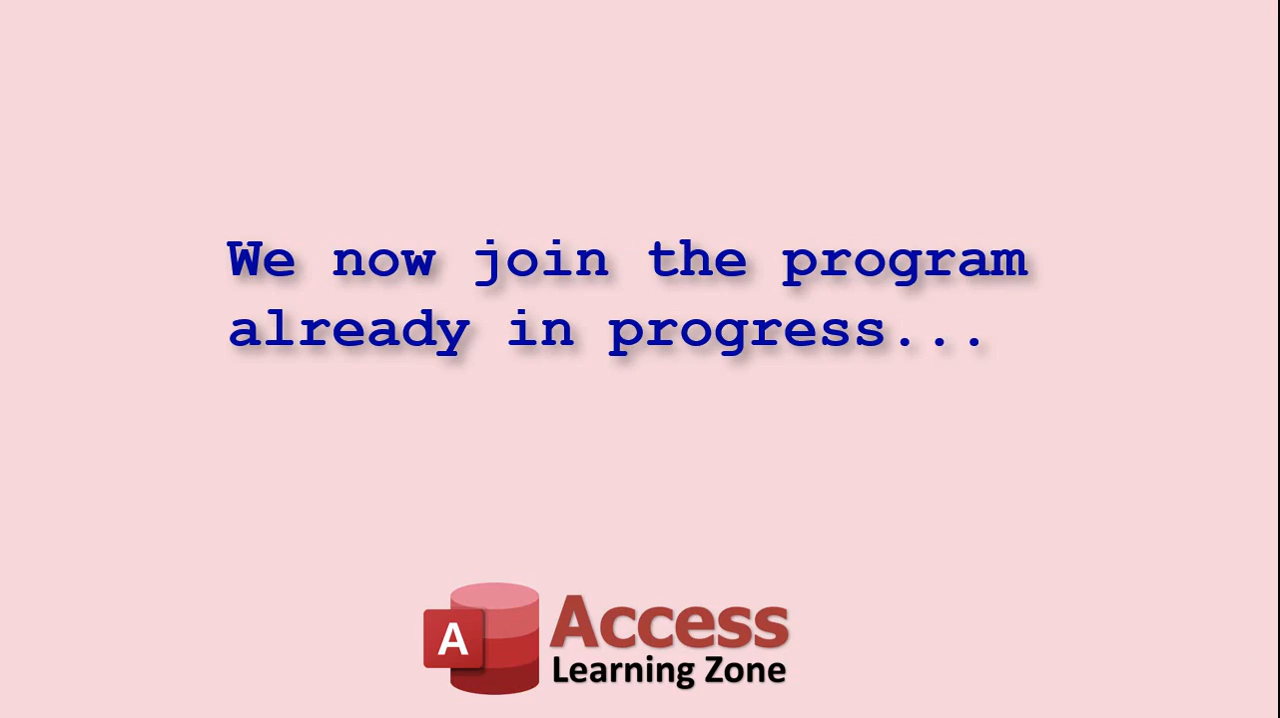 We now join the program
already in progress...
A
Access
Learning Zone